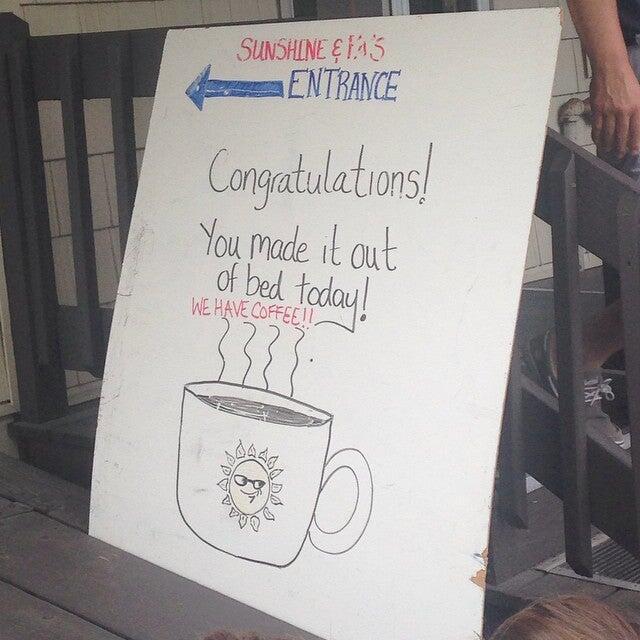 SUNSHINE &
ENTRANCE
Congratulations!
You made it out
of bed today!
WE HAVE COFFEE!!